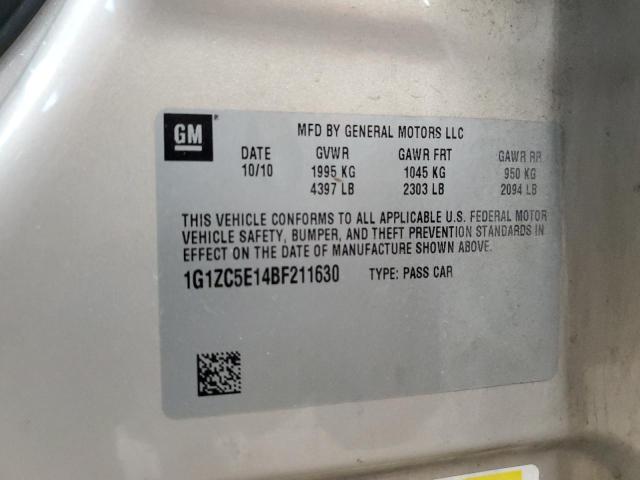 GM
MFD BY GENERAL MOTORS LLC
DATE GVWR GAWR FRT GAWR RR
10/10 1995 KG 1045 KG 950 KG
4397 LB 2303 LB 2094 LB
THIS VEHICLE CONFORMS TO ALL APPLICABLE U.S. FEDERAL MOTOR
VEHICLE SAFETY, BUMPER, AND THEFT PREVENTION STANDARDS IN
EFFECT ON THE DATE OF MANUFACTURE SHOWN ABOVE.
1G1ZC5E14BF211630 TYPE: PASS CAR